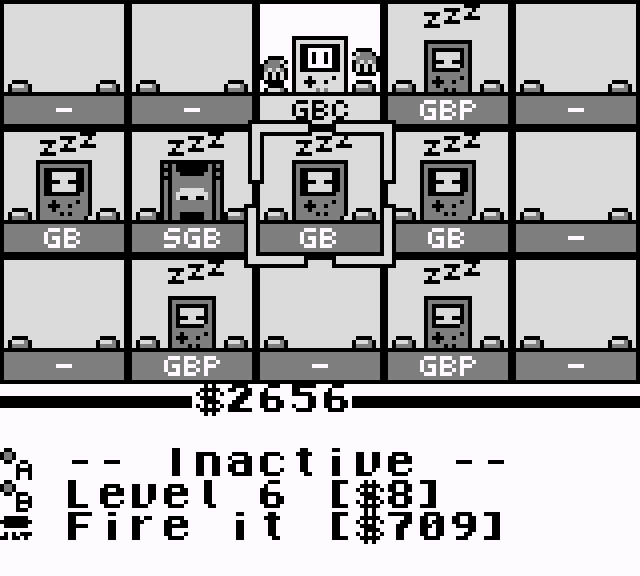 ZZZ
- - GBC GBP -
ZZZ ZZZ ZZZ ZZZ
GB SGB GB GB -
ZZZ ZZZ
- GBP - GBP -
$2656
A -- Inactive --
B Level 6 [$8]
Fire it [$709]